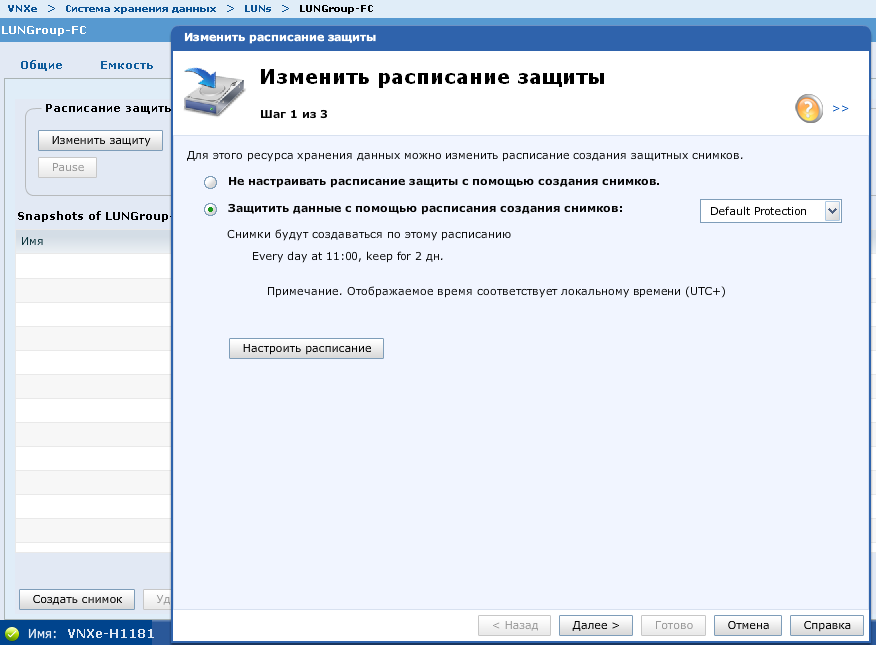 VNXe > Система хранения данных > LUNs > LUNGroup-FC
LUNGroup-FC
Изменить расписание защиты
Общие Емкость
Изменить расписание защиты
Шаг 1 из 3
>>
Расписание защиты
Изменить защиту
Pause
Для этого ресурса хранения данных можно изменить расписание создания защитных снимков.
Не настраивать расписание защиты с помощью создания снимков.
Защитить данные с помощью расписания создания снимков:
Default Protection
Snapshots of LUNGroup-
Имя
Снимки будут создаваться по этому расписанию
Every day at 11:00, keep for 2 дн.
Примечание. Отображаемое время соответствует локальному времени (UTC+)
Настроить расписание
Создать снимок Уд
< Назад Далее > Готово Отмена Справка
Имя: VNXe-H1181